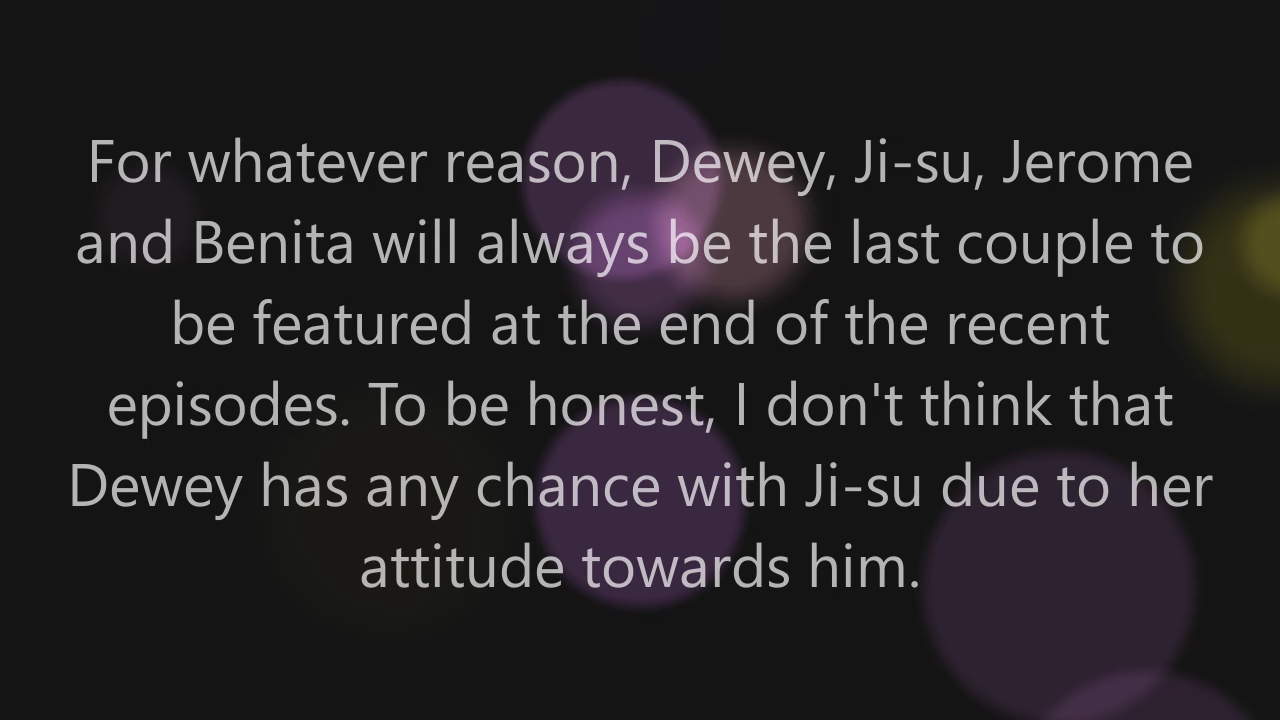 For whatever reason, Dewey, Ji-su, Jerome
and Benita will always be the last couple to
be featured at the end of the recent
episodes. To be honest, I don't think that
Dewey has any chance with Ji-su due to her
attitude towards him.